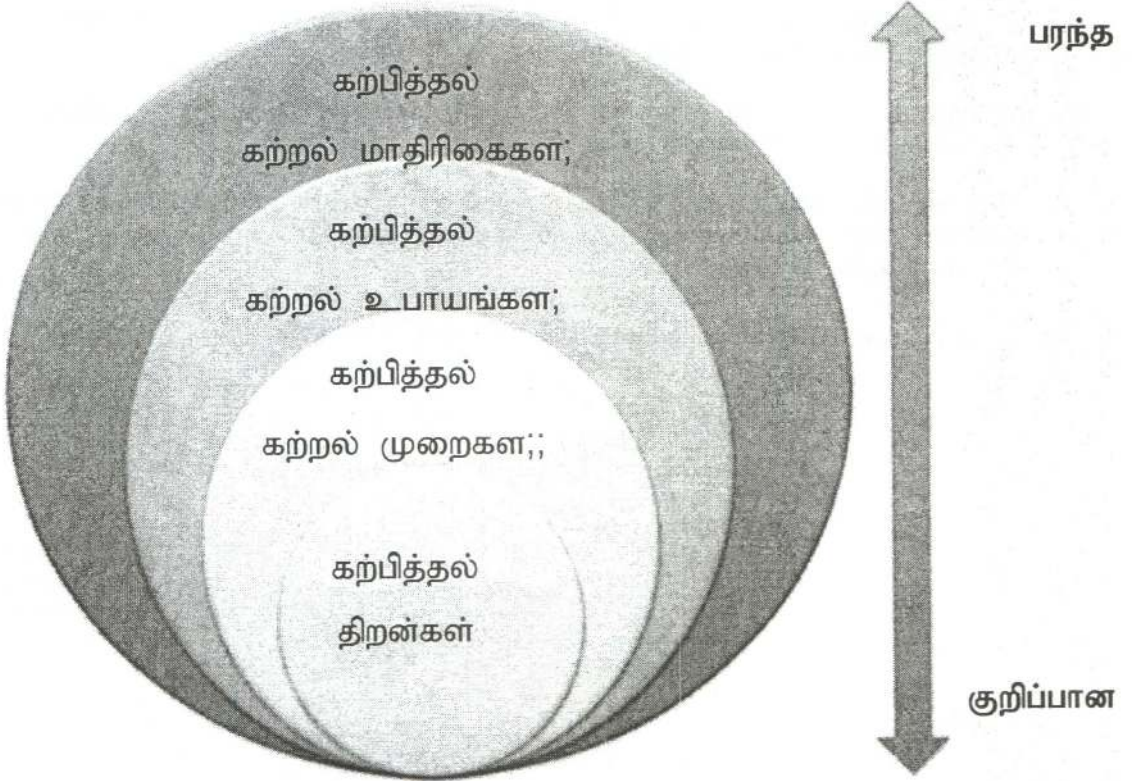 பரந்த
கற்பித்தல்
கற்றல் மாதிரிகைகள;
கற்பித்தல்
கற்றல் உபாயங்கள;
கற்பித்தல்
கற்றல் முறைகள;;
கற்பித்தல்
திறன்கள்
குறிப்பான